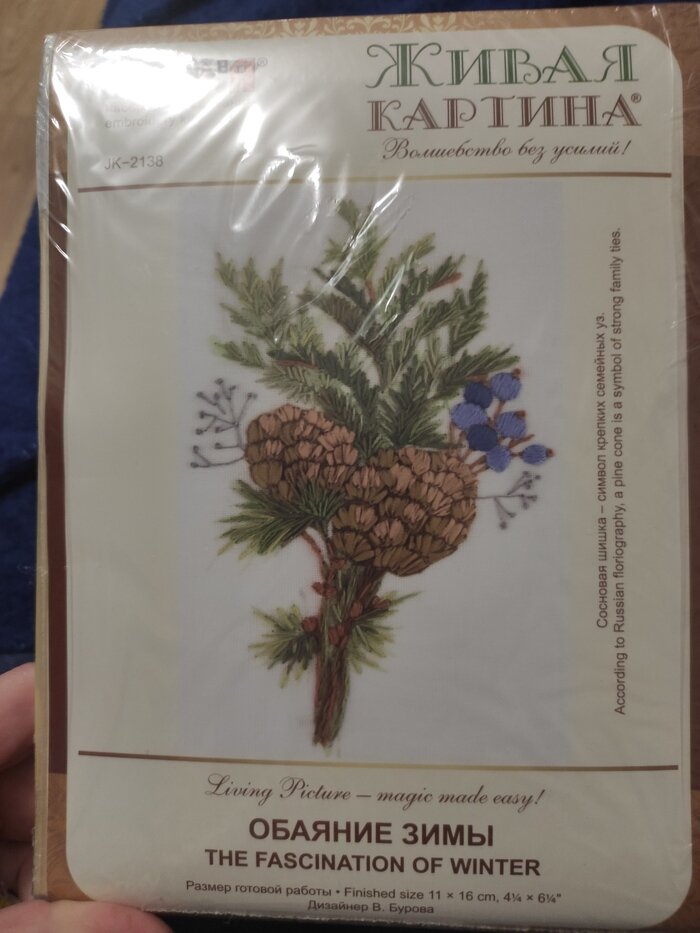 ЖИВАЯ
КАРТИНА®
Волшебство без усилий!
embroidery
JK-2138
Сосновая шишка – символ крепких семейных уз.
According to Russian floriography, a pine cone is a symbol of strong family ties.
Living Picture – magic made easy!
ОБАЯНИЕ ЗИМЫ
THE FASCINATION OF WINTER
Размер готовой работы • Finished size 11 × 16 cm, 4¼ × 6¼"
Дизайнер В. Бурова